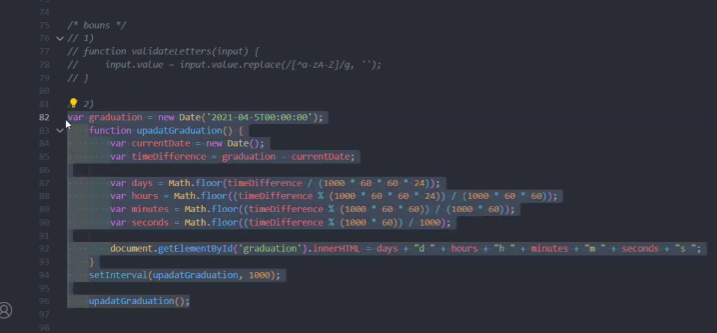 74
75 /* bouns */
76 // 1)
77 // function validateLetters(input) {
78 //     input.value = input.value.replace(/[^a-zA-Z]/g, '');
79 // }
80
81 // 2)
82 var graduation = new Date('2021-04-5T00:00:00');
83     function upadatGraduation() {
84         var currentDate = new Date();
85         var timeDifference = graduation - currentDate;
86
87         var days = Math.floor(timeDifference / (1000 * 60 * 60 * 24));
88         var hours = Math.floor((timeDifference % (1000 * 60 * 60 * 24)) / (1000 * 60 * 60));
89         var minutes = Math.floor((timeDifference % (1000 * 60 * 60)) / (1000 * 60));
90         var seconds = Math.floor((timeDifference % (1000 * 60)) / 1000);
91
92         document.getElementById('graduation').innerHTML = days + "d " + hours + "h " + minutes + "m " + seconds + "s ";
93     }
94     setInterval(upadatGraduation, 1000);
95
96     upadatGraduation();
97
98